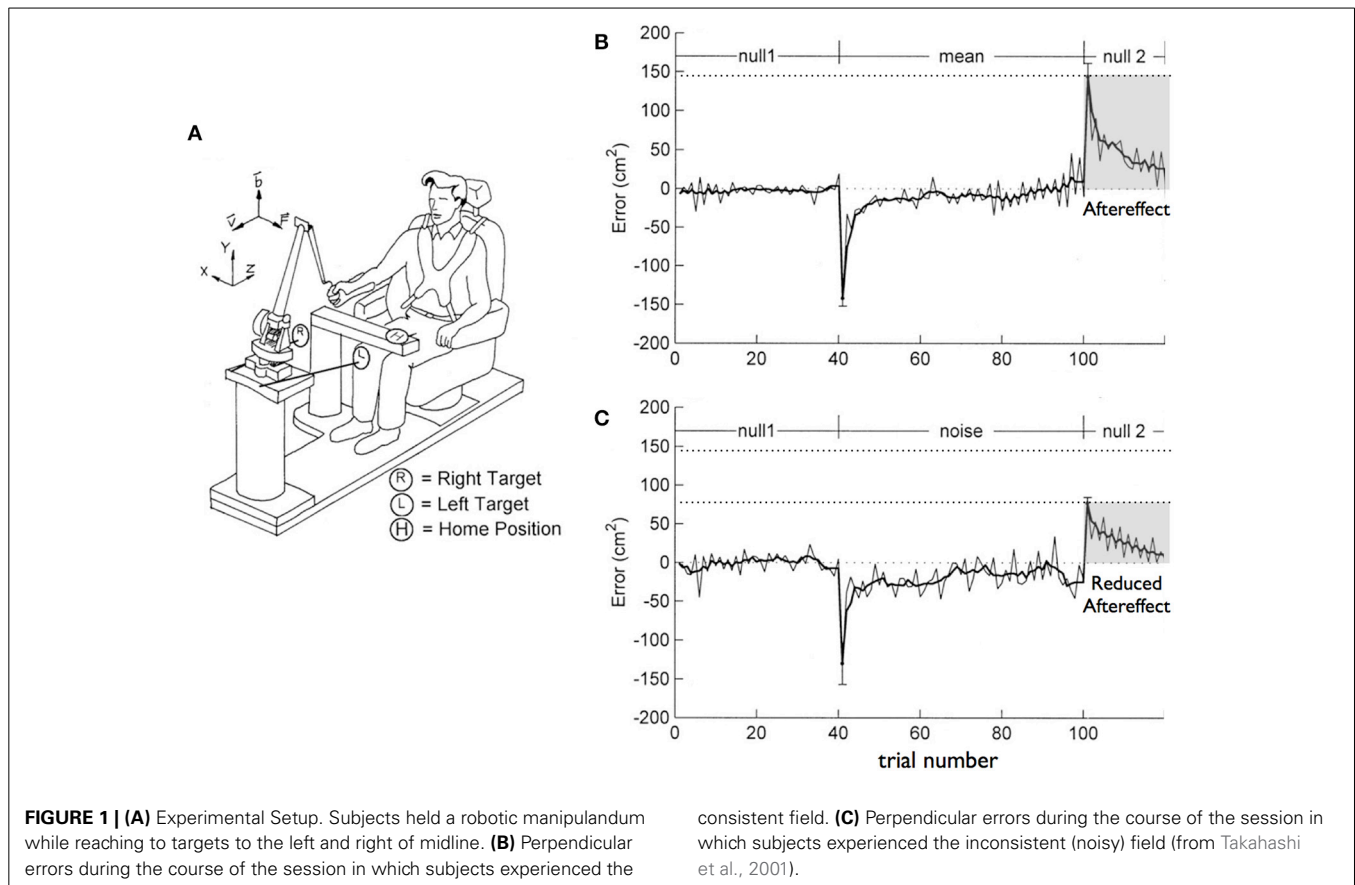 A
b
v
F
Y
X
Z
R
L
H
R = Right Target
L = Left Target
H = Home Position
B
200
150
100
50
0
-50
-100
-150
-200
Error (cm2)
null1
mean
null 2
Aftereffect
0
20
40
60
80
100
C
200
150
100
50
0
-50
-100
-150
-200
Error (cm2)
null1
noise
null 2
Reduced
Aftereffect
0
20
40
60
80
100
trial number
FIGURE 1 | (A) Experimental Setup. Subjects held a robotic manipulandum
while reaching to targets to the left and right of midline. (B) Perpendicular
errors during the course of the session in which subjects experienced the
consistent field. (C) Perpendicular errors during the course of the session in
which subjects experienced the inconsistent (noisy) field (from Takahashi
et al., 2001).